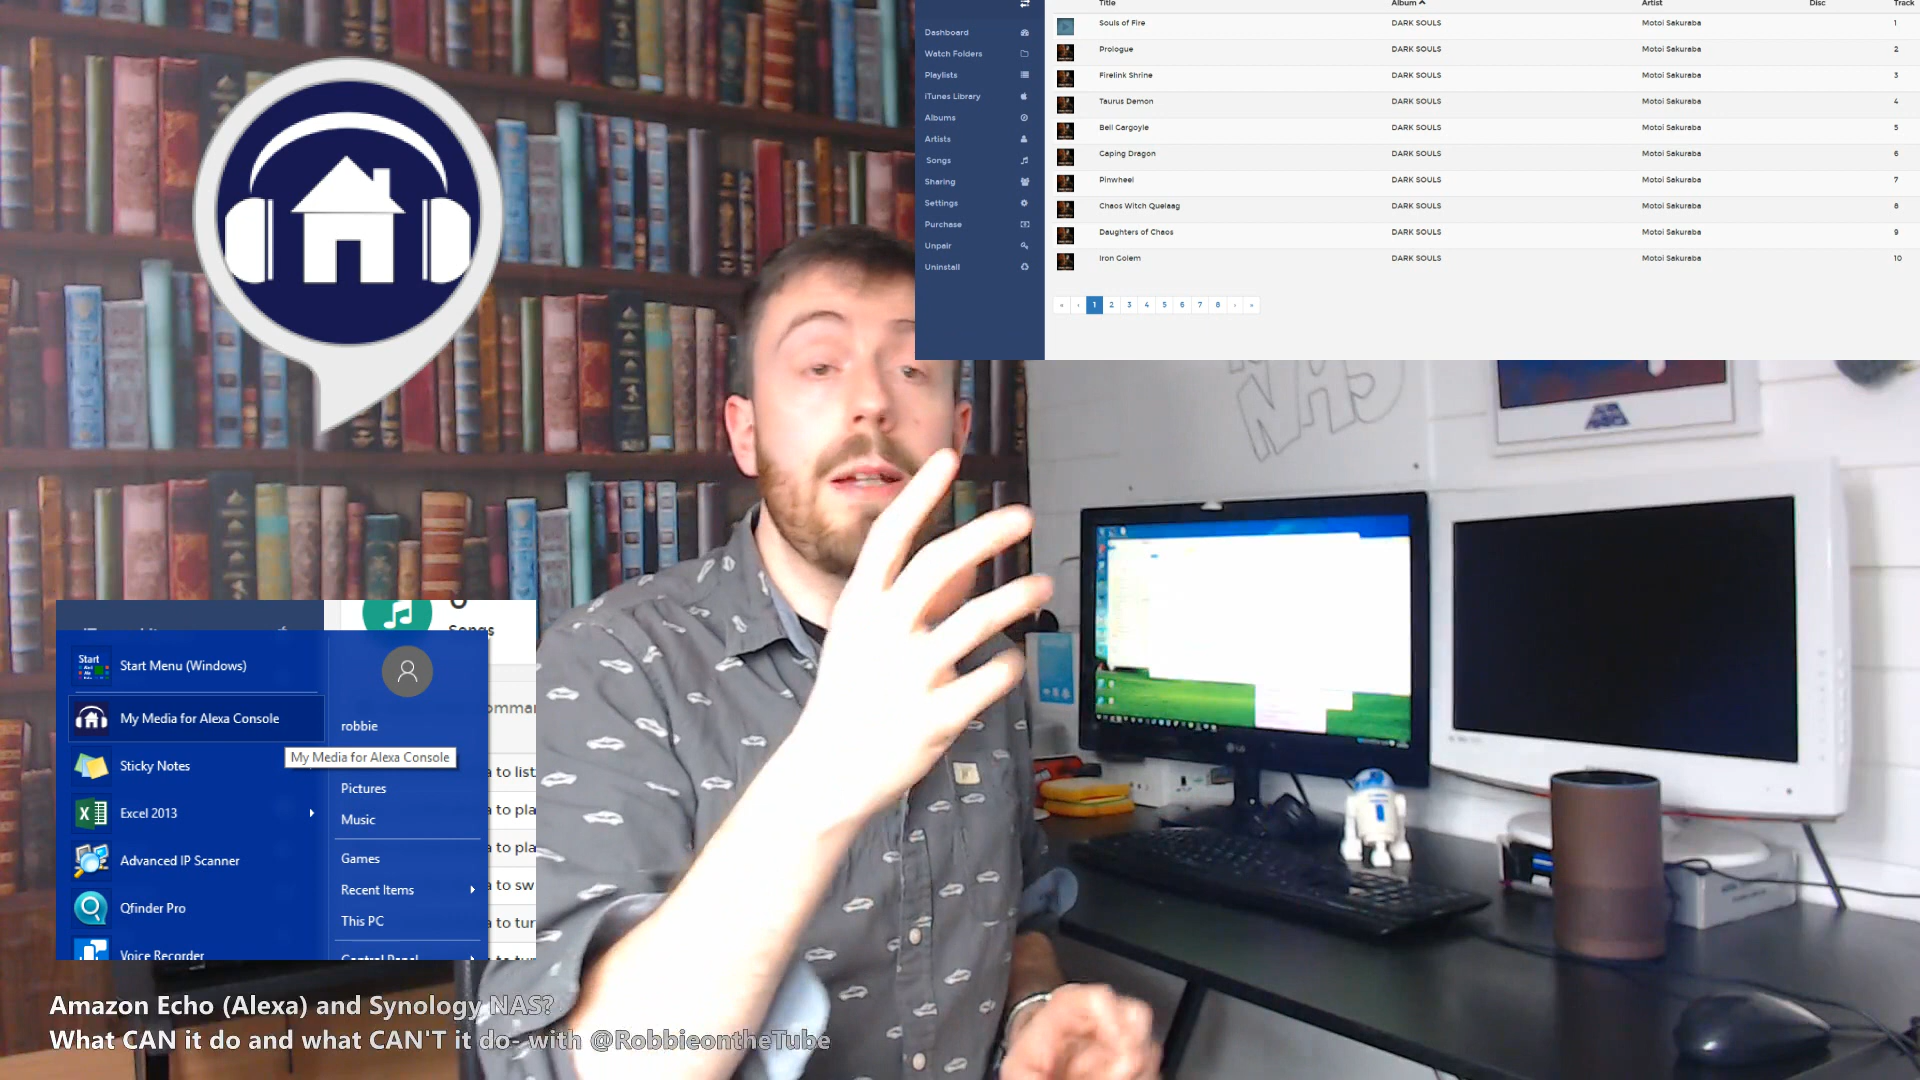 Title Album Artist Disc Track
Souls of Fire DARK SOULS Motoi Sakuraba 1
Prologue DARK SOULS Motoi Sakuraba 2
Firelink Shrine DARK SOULS Motoi Sakuraba 3
Taurus Demon DARK SOULS Motoi Sakuraba 4
Bell Gargoyle DARK SOULS Motoi Sakuraba 5
Gaping Dragon DARK SOULS Motoi Sakuraba 6
Pinwheel DARK SOULS Motoi Sakuraba 7
Chaos Witch Quelaag DARK SOULS Motoi Sakuraba 8
Daughters of Chaos DARK SOULS Motoi Sakuraba 9
Iron Golem DARK SOULS Motoi Sakuraba 10
« ‹ 1 2 3 4 5 6 7 8 › »
Dashboard
Watch Folders
Playlists
iTunes Library
Albums
Artists
Songs
Sharing
Settings
Purchase
Unpair
Uninstall
NAS
LG
Songs
Start
Start Menu (Windows)
My Media for Alexa Console
My Media for Alexa Console
Sticky Notes
Excel 2013
Advanced IP Scanner
Qfinder Pro
Voice Recorder
robbie
Pictures
Music
Games
Recent Items
This PC
Control Panel
omman
a to list
a to pla
a to pla
a to sw
a to tur
a to tur
Amazon Echo (Alexa) and Synology NAS?
What CAN it do and what CAN'T it do- with @RobbieontheTube